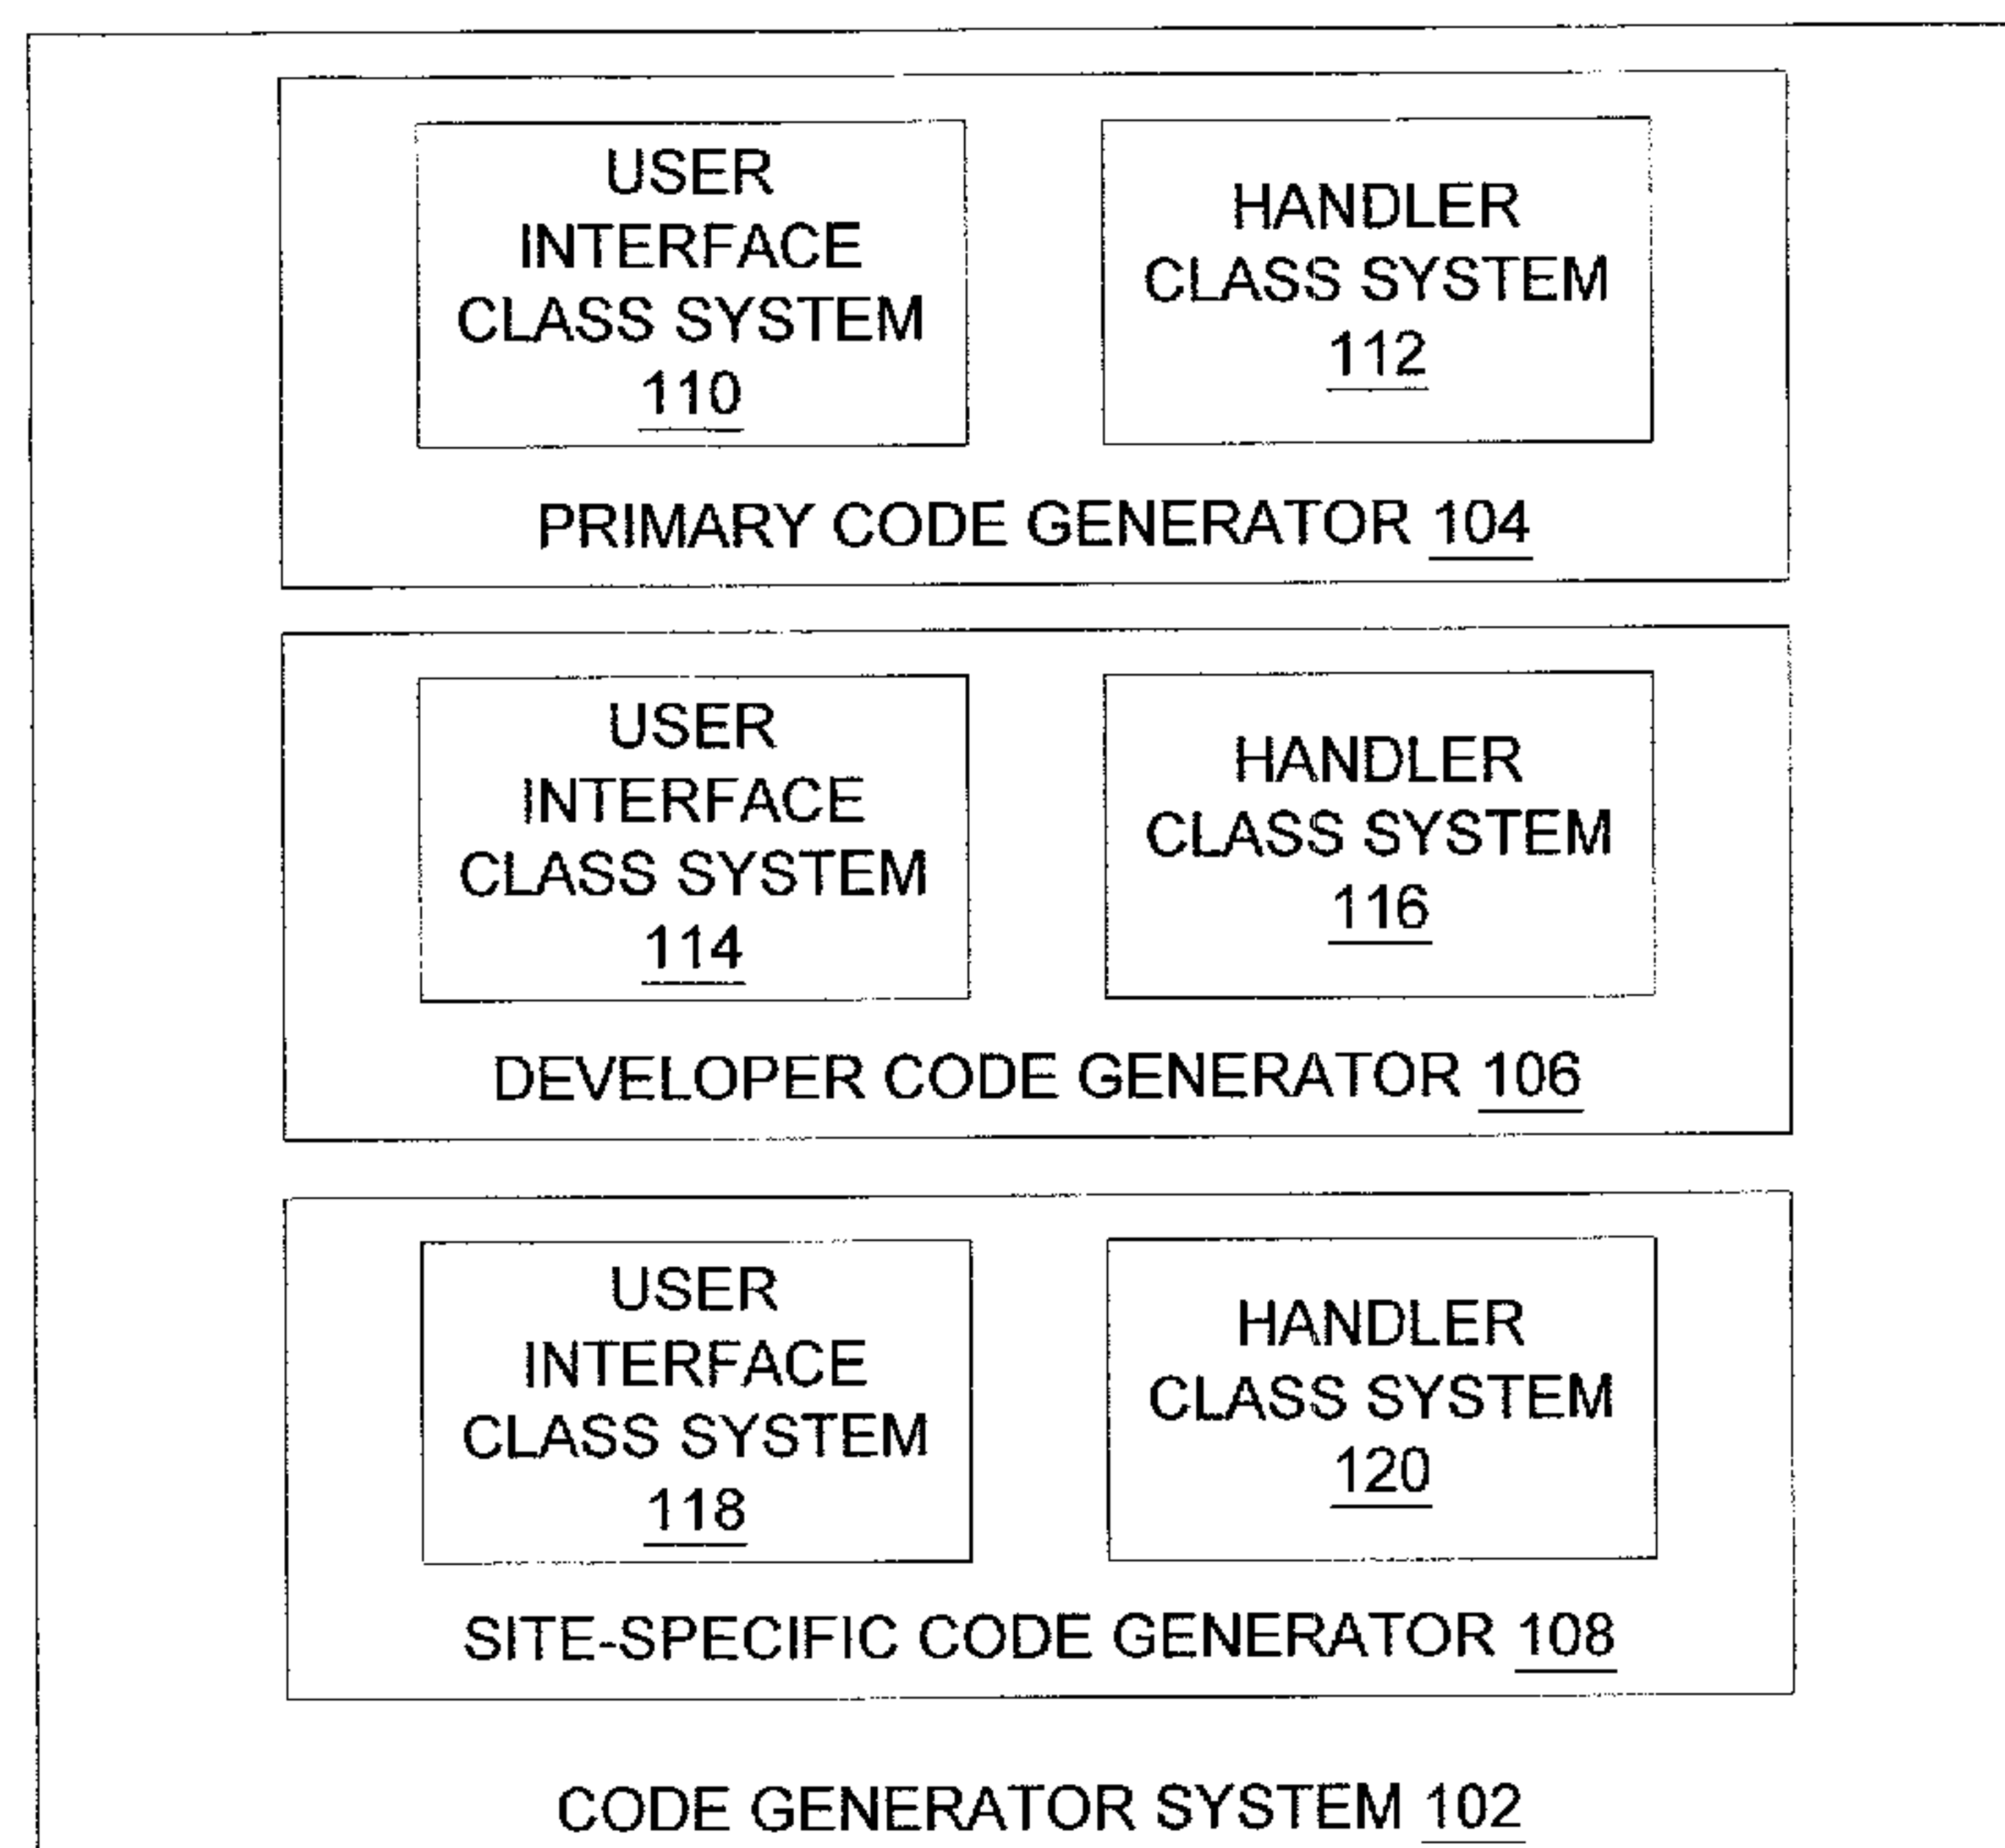 USER
INTERFACE
CLASS SYSTEM
110
HANDLER
CLASS SYSTEM
112
PRIMARY CODE GENERATOR 104
USER
INTERFACE
CLASS SYSTEM
114
HANDLER
CLASS SYSTEM
116
DEVELOPER CODE GENERATOR 106
USER
INTERFACE
CLASS SYSTEM
118
HANDLER
CLASS SYSTEM
120
SITE-SPECIFIC CODE GENERATOR 108
CODE GENERATOR SYSTEM 102